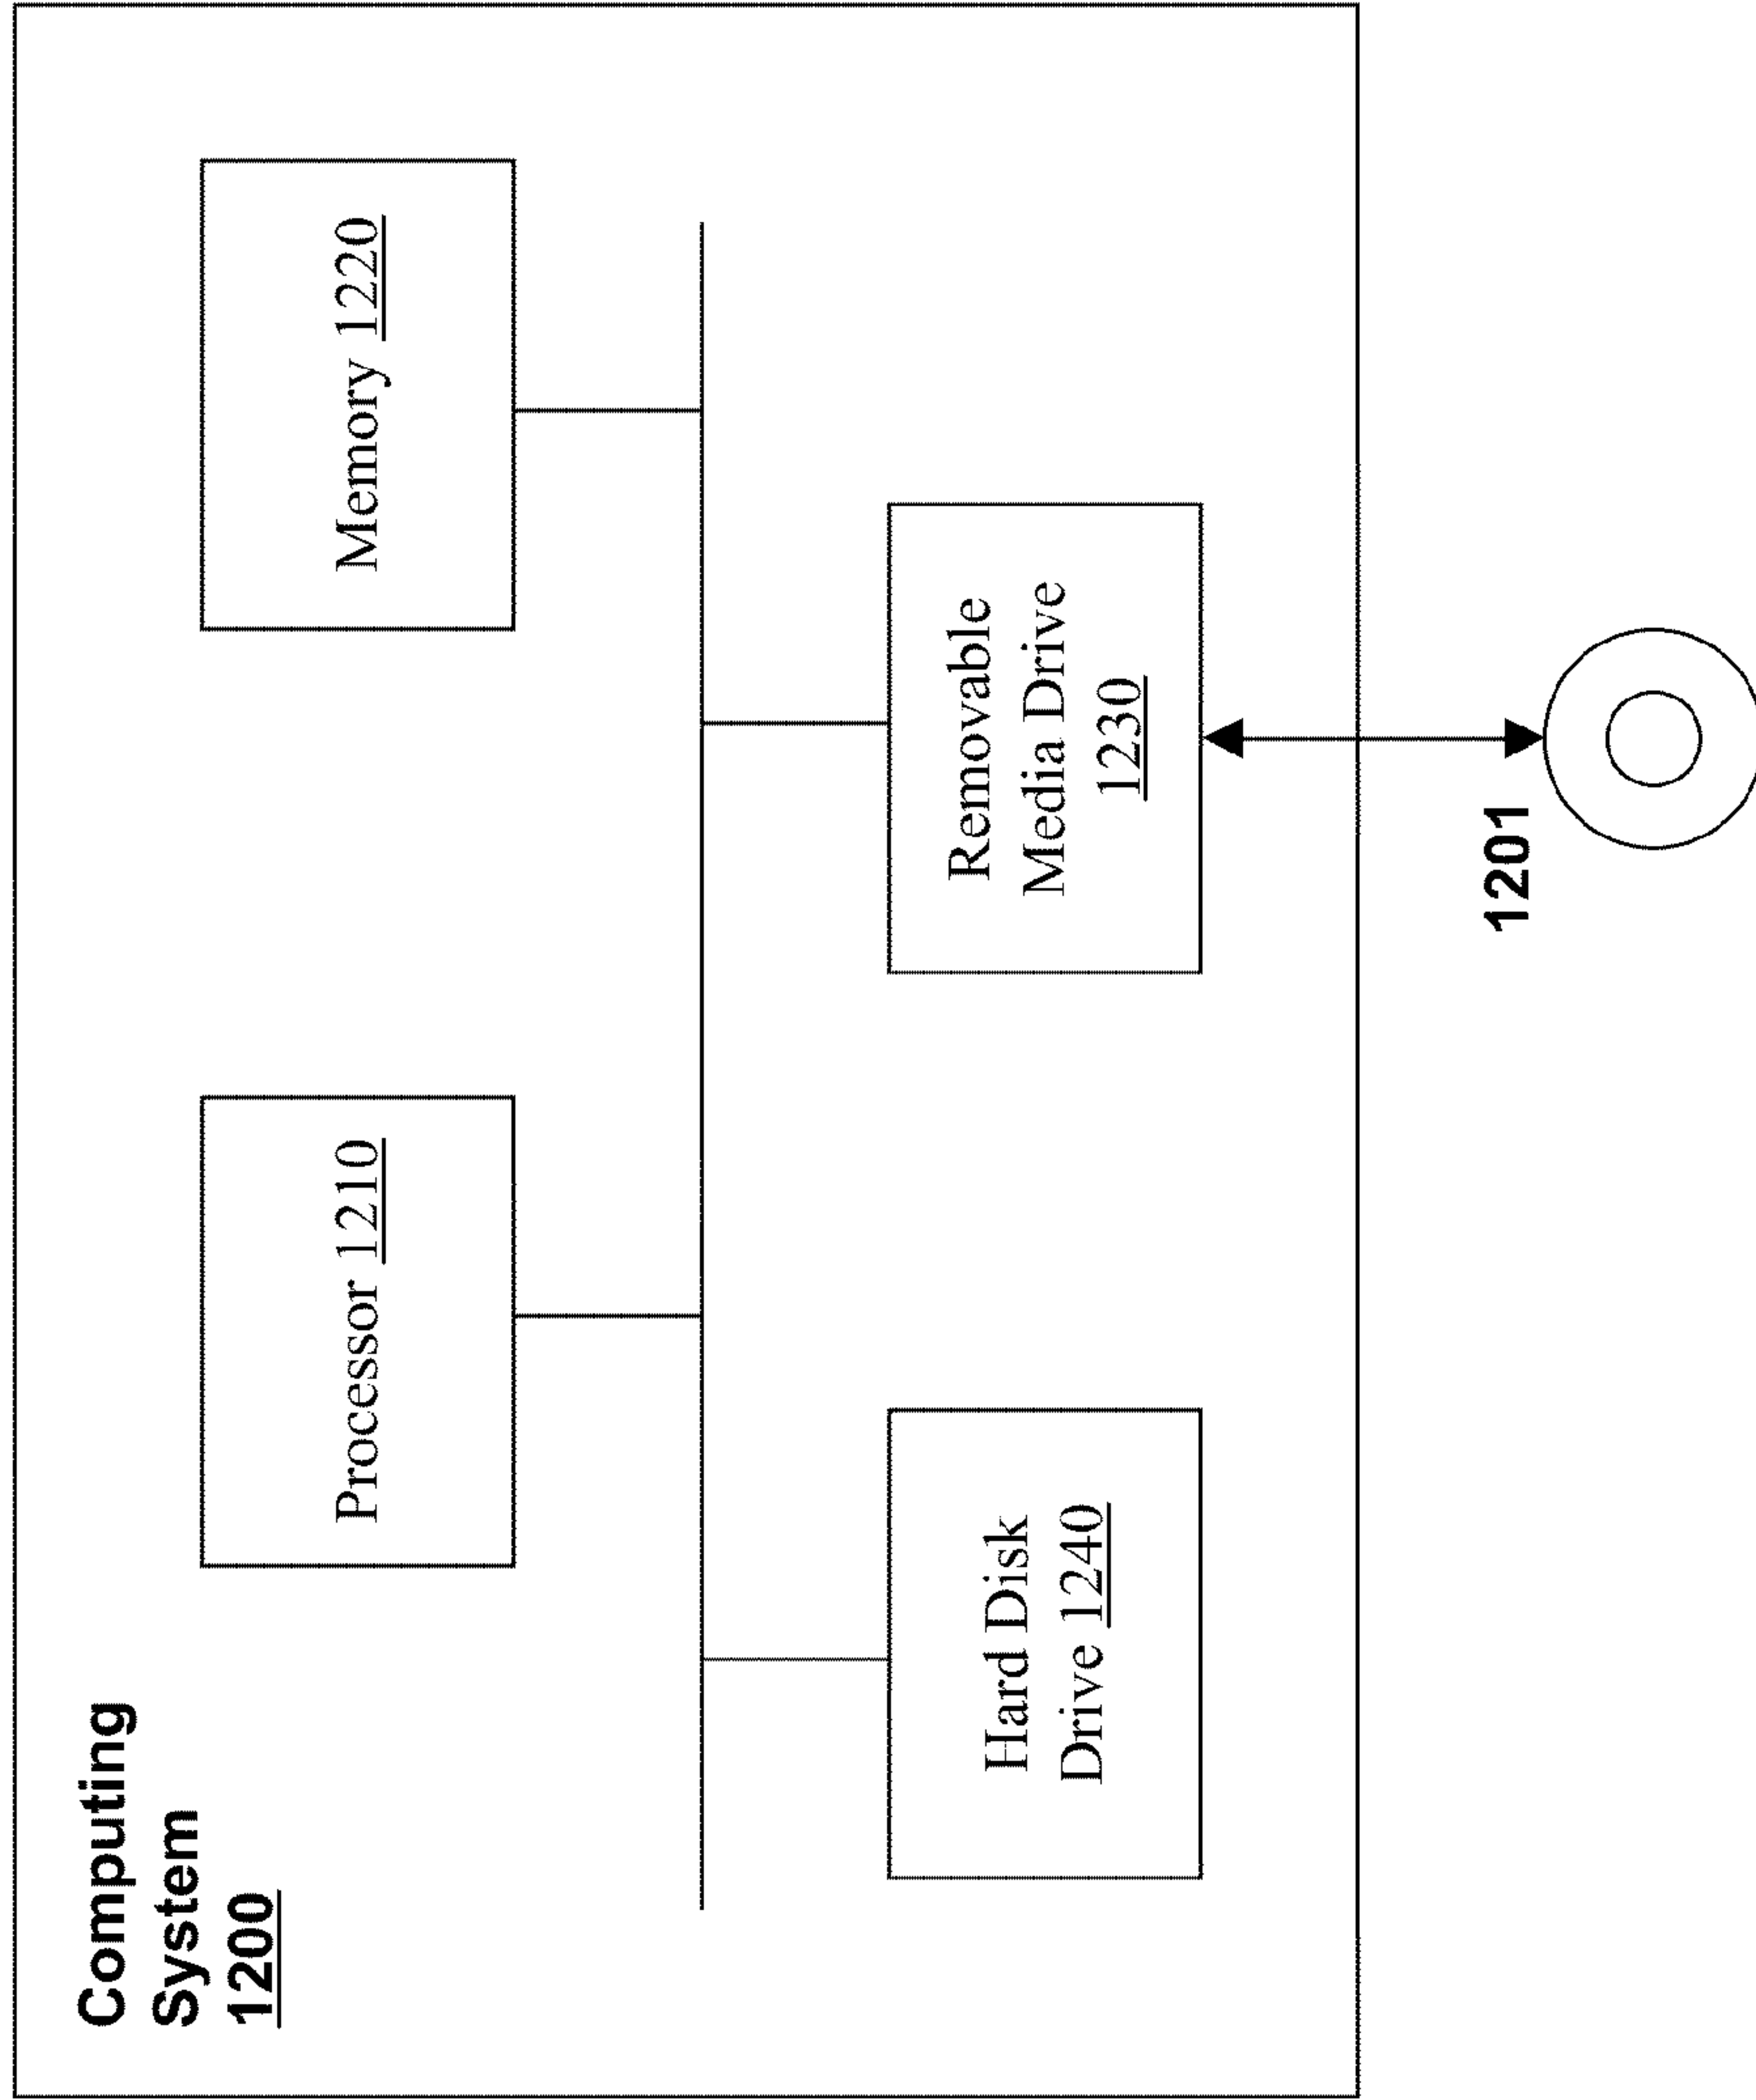 Computing
System
1200
Processor 1210
Memory 1220
Hard Disk
Drive 1240
Removable
Media Drive
1230
1201